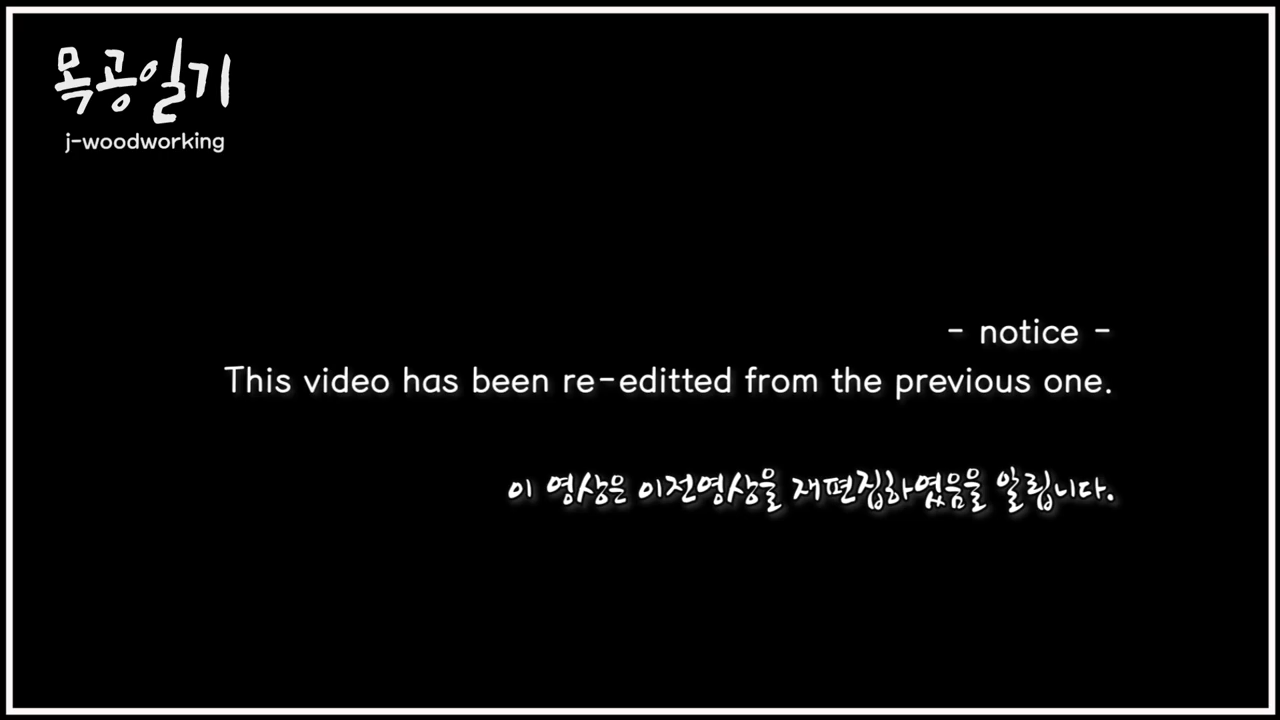 목공일기
j-woodworking
- notice -
This video has been re-editted from the previous one.
이 영상은 이전영상을 재편집하였음을 알립니다.